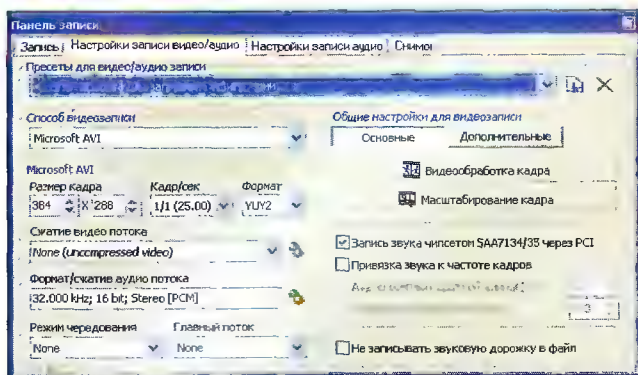 Панель записи
Запись Настройки записи видео/аудио Настройки записи аудио Снимок
Пресеты для видео/аудио записи
Способ видеозаписи
Общие настройки для видеозаписи
Microsoft AVI
Основные Дополнительные
Microsoft AVI
Видеообработка кадра
Размер кадра Кадр/сек Формат
384 X 288 1/1 (25.00) YUY2
Масштабирование кадра
Сжатие видео потока
None (uncompressed video)
Запись звука чипсетом SAA7134/35 через PCI
Привязка звука к частоте кадров
Формат/сжатие аудио потока
32.000 kHz; 16 bit; Stereo [PCM]
3
Режим чередования Главный поток
None None
Не записывать звуковую дорожку в файл